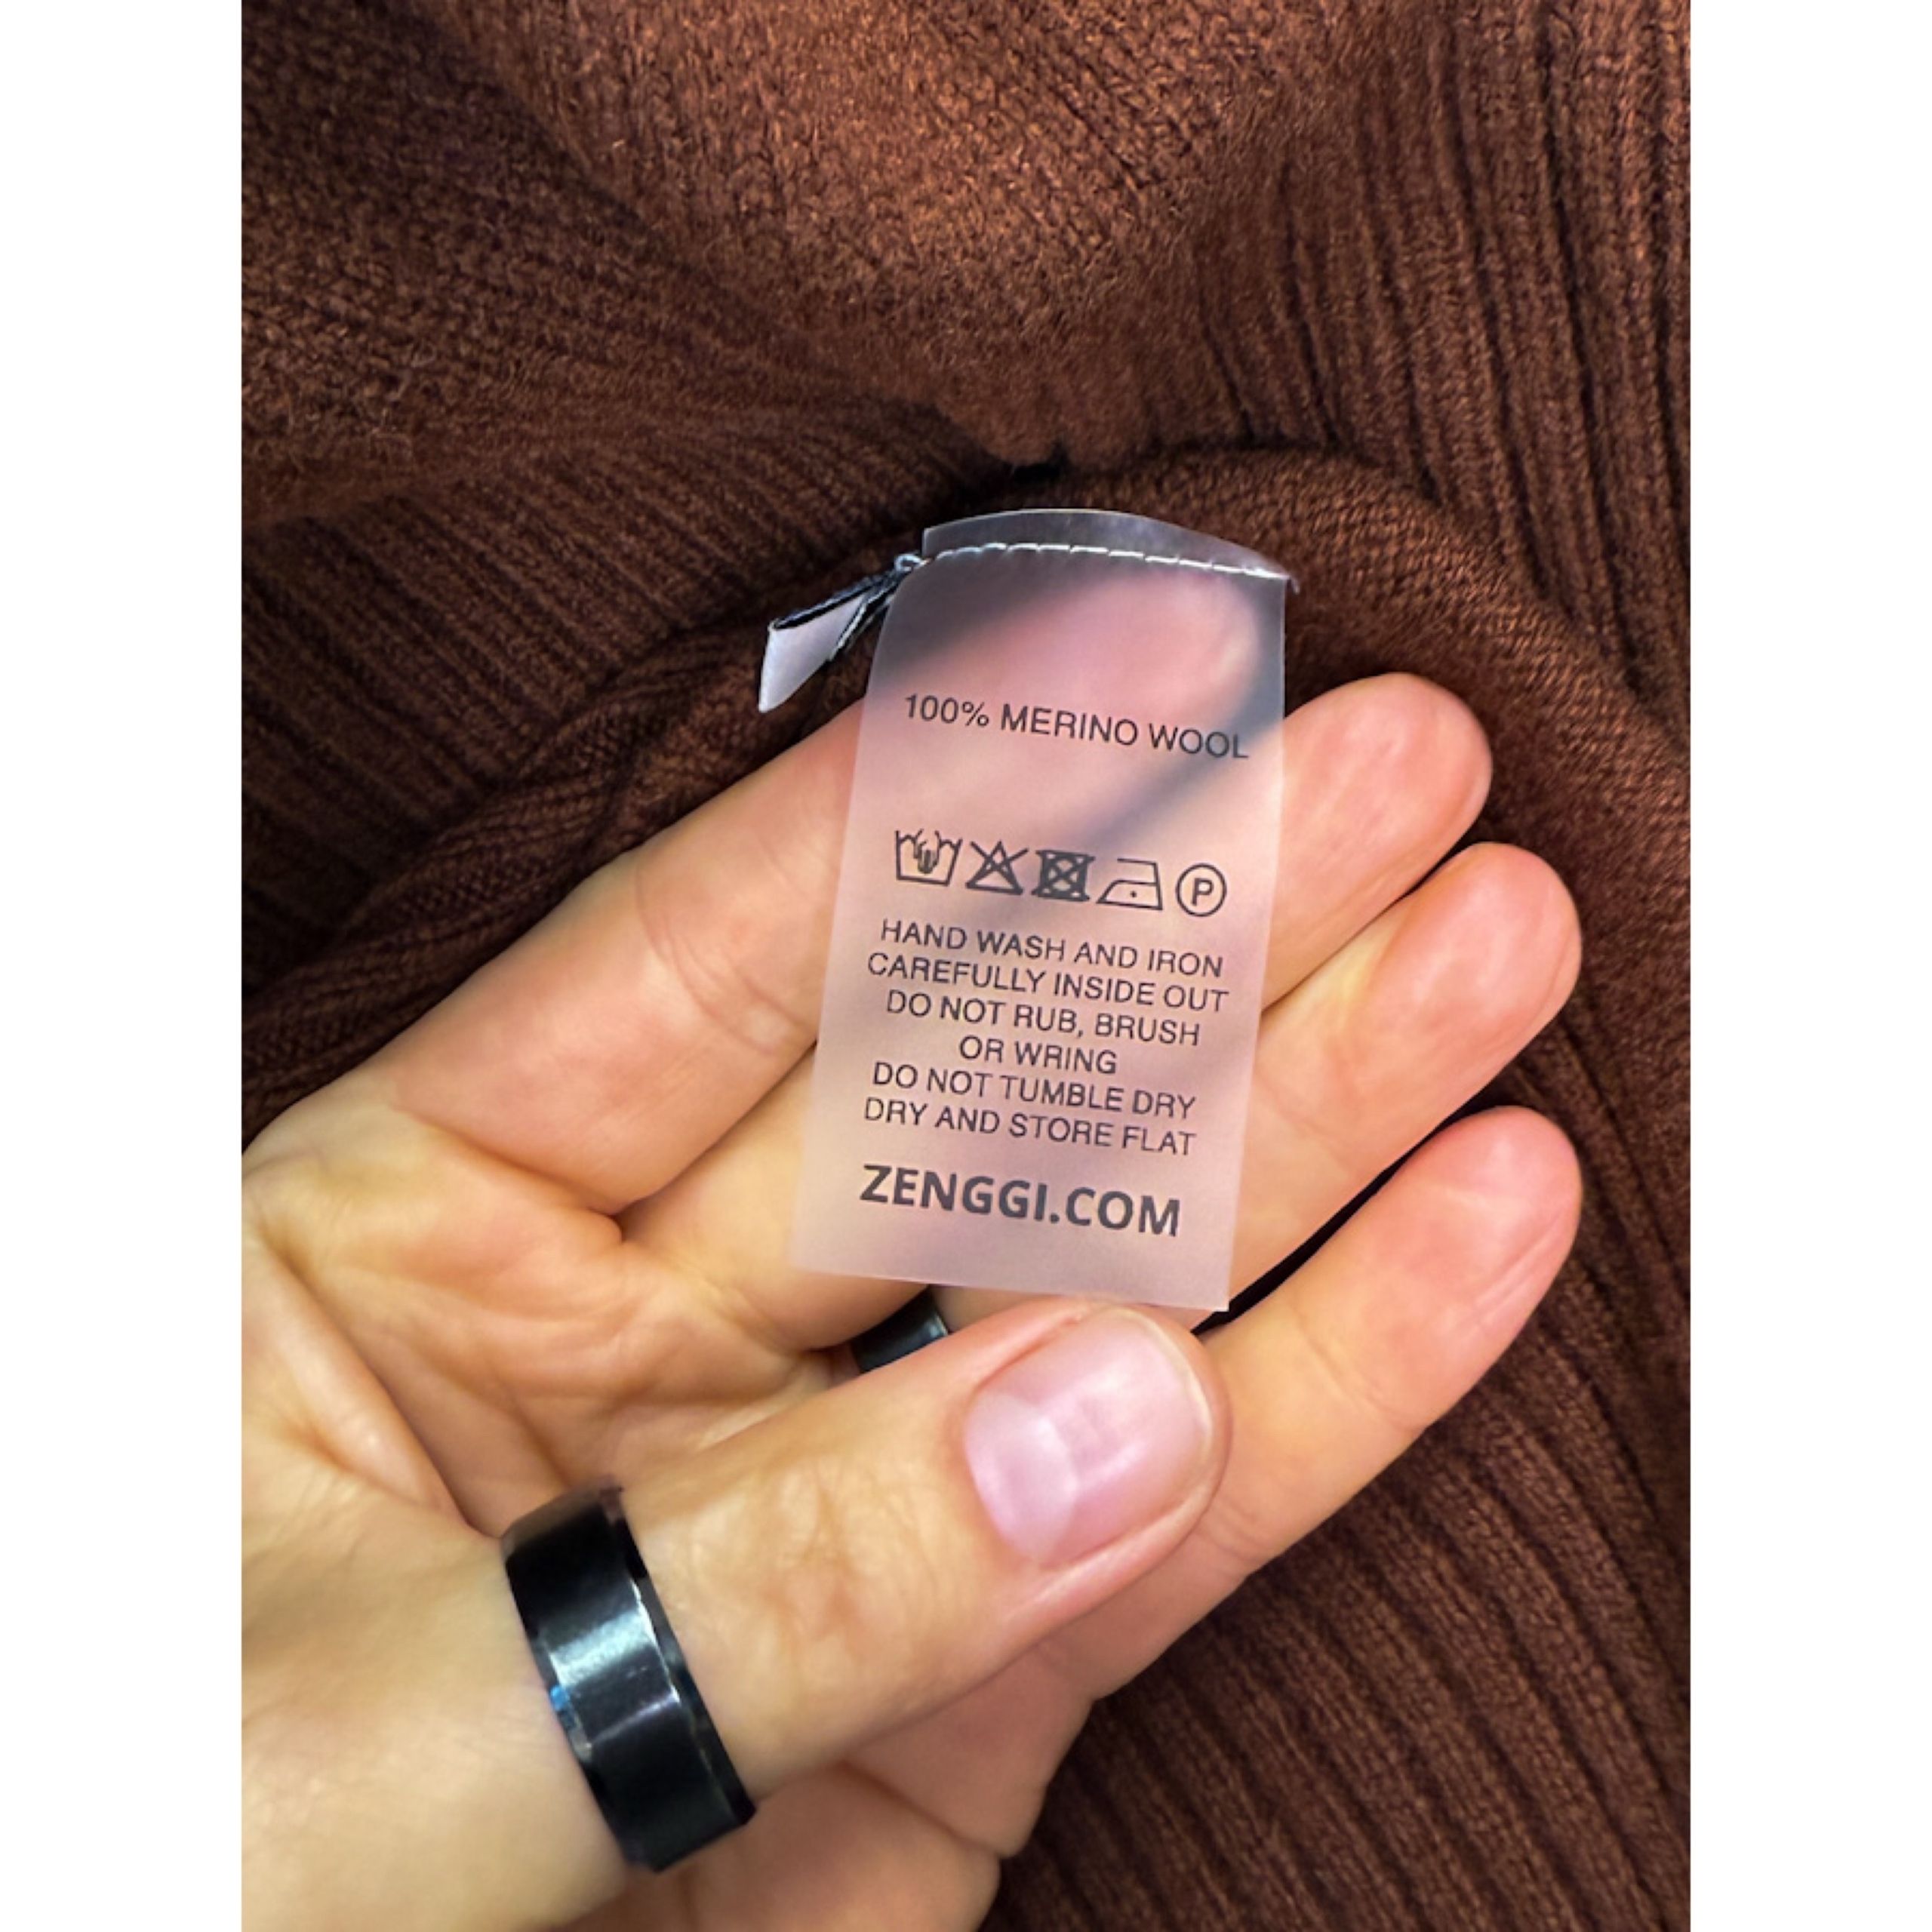 100% MERINO WOOL
P
HAND WASH AND IRON
CAREFULLY INSIDE OUT
DO NOT RUB, BRUSH
OR WRING
DO NOT TUMBLE DRY
DRY AND STORE FLAT
ZENGGI.COM